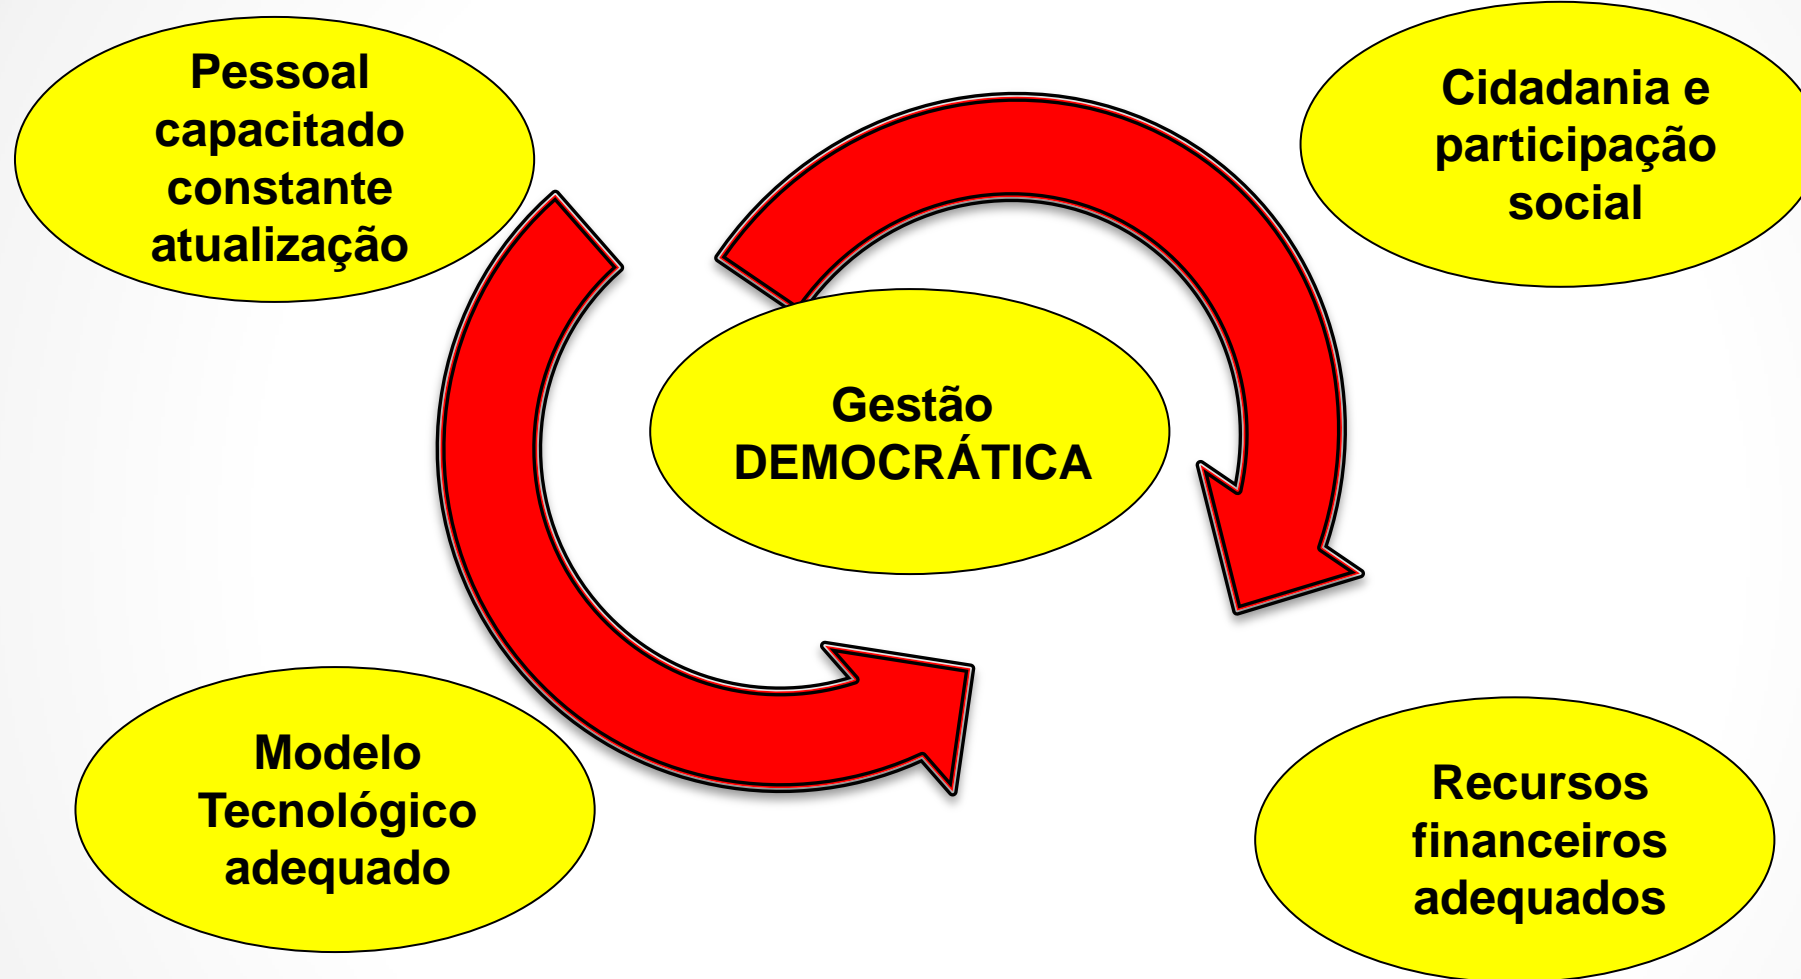 Pessoal
capacitado
constante
atualização
Cidadania e
participação
social
Gestão
DEMOCRÁTICA
Modelo
Tecnológico
adequado
Recursos
financeiros
adequados